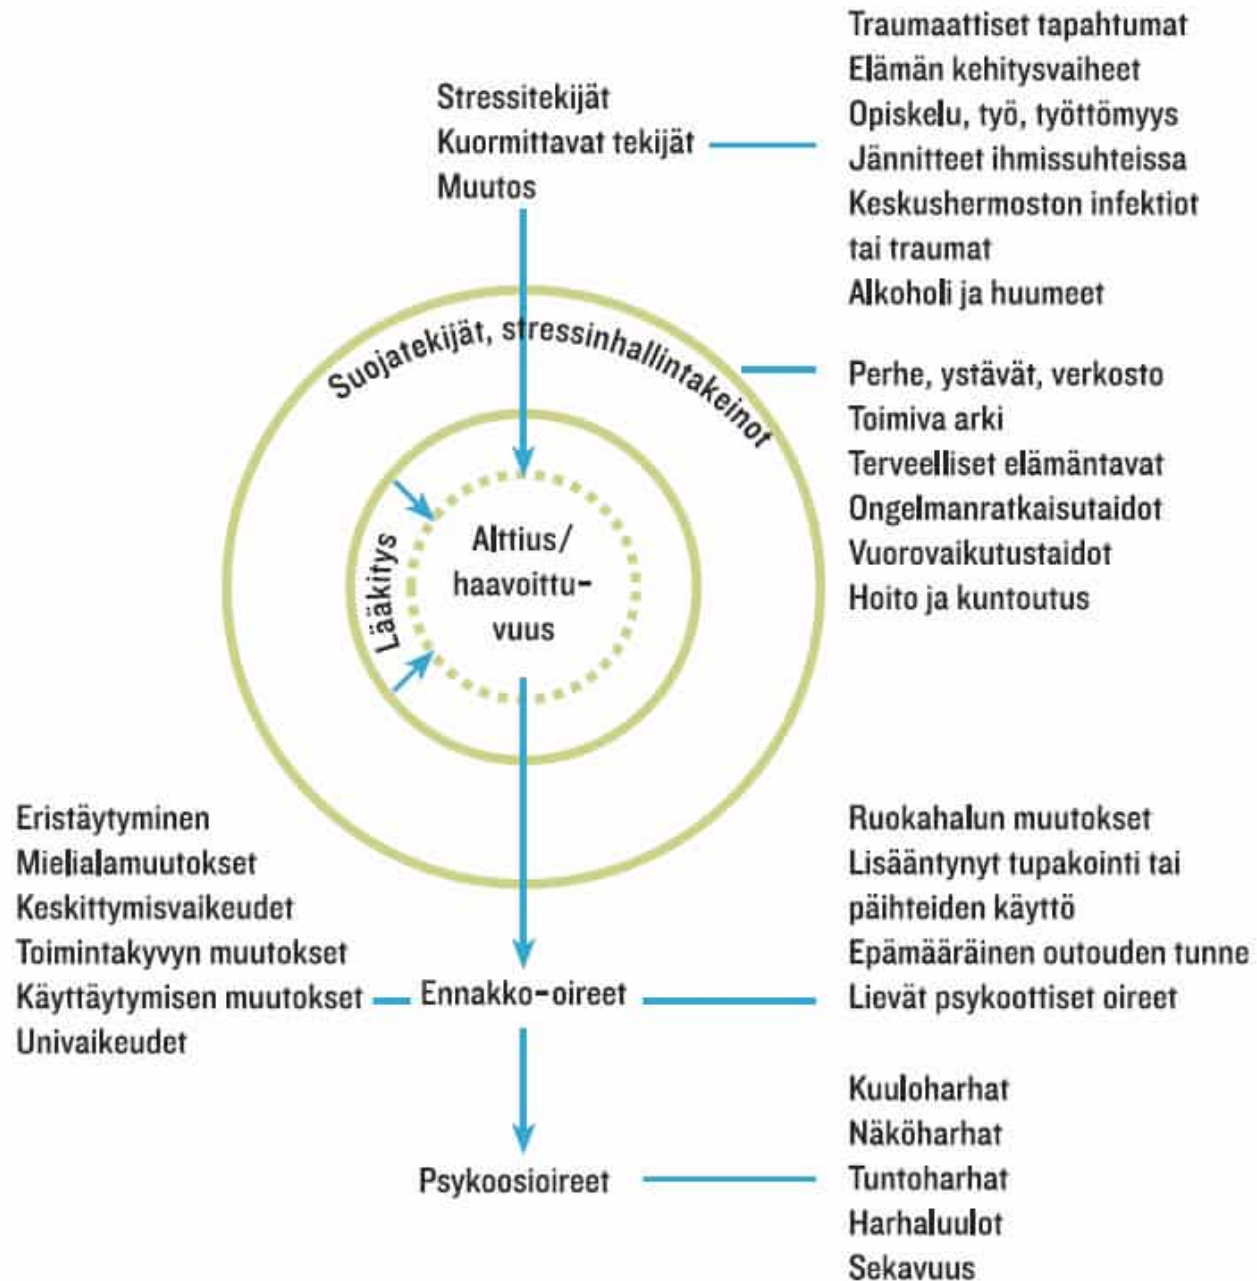 Traumaattiset tapahtumat
Elämän kehitysvaiheet
Opiskelu, työ, työttömyys
Jännitteet ihmissuhteissa
Keskushermoston infektiot
tai traumat
Alkoholi ja huumeet
Stressitekijät
Kuormittavat tekijät
Muutos
Suojatekijät, stressinhallintakeinot
Perhe, ystävät, verkosto
Toimiva arki
Terveelliset elämäntavat
Ongelmanratkaisutaidot
Vuorovaikutustaidot
Hoito ja kuntoutus
Lääkitys
Alttius/
haavoittu-
vuus
Eristäytyminen
Mielialamuutokset
Keskittymisvaikeudet
Toimintakyvyn muutokset
Käyttäytymisen muutokset
Univaikeudet
Ennakko-oireet
Ruokahalun muutokset
Lisääntynyt tupakointi tai
päihteiden käyttö
Epämääräinen outouden tunne
Lievät psykoottiset oireet
Psykoosioireet
Kuuloharhat
Näköharhat
Tuntoharhat
Harhaluulot
Sekavuus